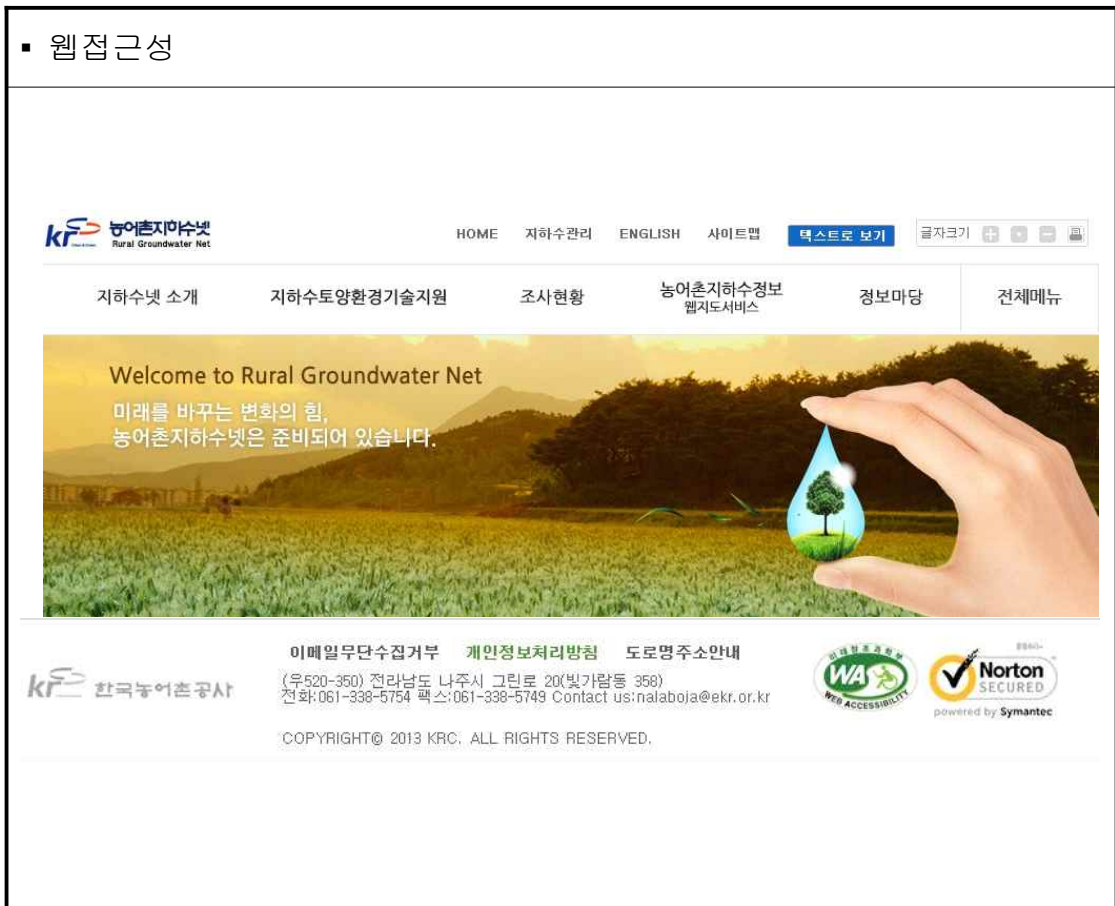 ▪ 웹접근성
kr 농어촌지하수넷
Rural Groundwater Net
HOME 지하수관리 ENGLISH 사이트맵 텍스트로 보기 글자크기
지하수넷 소개 지하수토양환경기술지원 조사현황 농어촌지하수정보 정보마당 전체메뉴
웹지도서비스
Welcome to Rural Groundwater Net
미래를 바꾸는 변화의 힘,
농어촌지하수넷은 준비되어 있습니다.
이메일무단수집거부 개인정보처리방침 도로명주소안내
kr 한국농어촌공사
(우520-350) 전라남도 나주시 그린로 20(빛가람동 358)
전화:061-338-5754 팩스:061-338-5749 Contact us:nalaboja@ekr.or.kr
COPYRIGHT© 2013 KRC. ALL RIGHTS RESERVED.
미래창조과학부
WA
WEB ACCESSIBILITY
Norton
SECURED
powered by Symantec